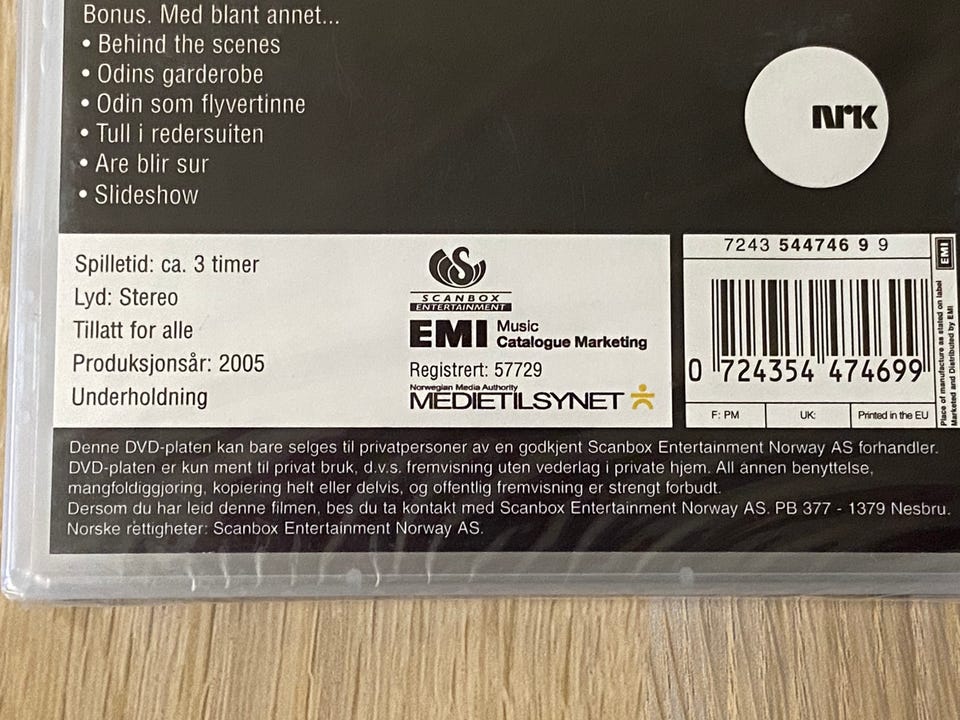 Bonus. Med blant annet...
• Behind the scenes
• Odins garderobe
• Odin som flyvertinne
• Tull i redersuiten
• Are blir sur
• Slideshow
NRK
Spilletid: ca. 3 timer
Lyd: Stereo
Tillatt for alle
Produksjonsår: 2005
Underholdning
SCANBOX
ENTERTAINMENT
EMI Music
Catalogue Marketing
Registrert: 57729
Norwegian Media Authority
MEDIETILSYNET
7243 544746 9 9
0 724354 474699
F: PM
UK:
Printed in the EU
EMI
Place of manufacture as stated on label
Marketed and Distributed by EMI
Denne DVD-platen kan bare selges til privatpersoner av en godkjent Scanbox Entertainment Norway AS forhandler.
DVD-platen er kun ment til privat bruk, d.v.s. fremvisning uten vederlag i private hjem. All annen benyttelse,
mangfoldiggjøring, kopiering helt eller delvis, og offentlig fremvisning er strengt forbudt.
Dersom du har leid denne filmen, bes du ta kontakt med Scanbox Entertainment Norway AS. PB 377 - 1379 Nesbru.
Norske rettigheter: Scanbox Entertainment Norway AS.